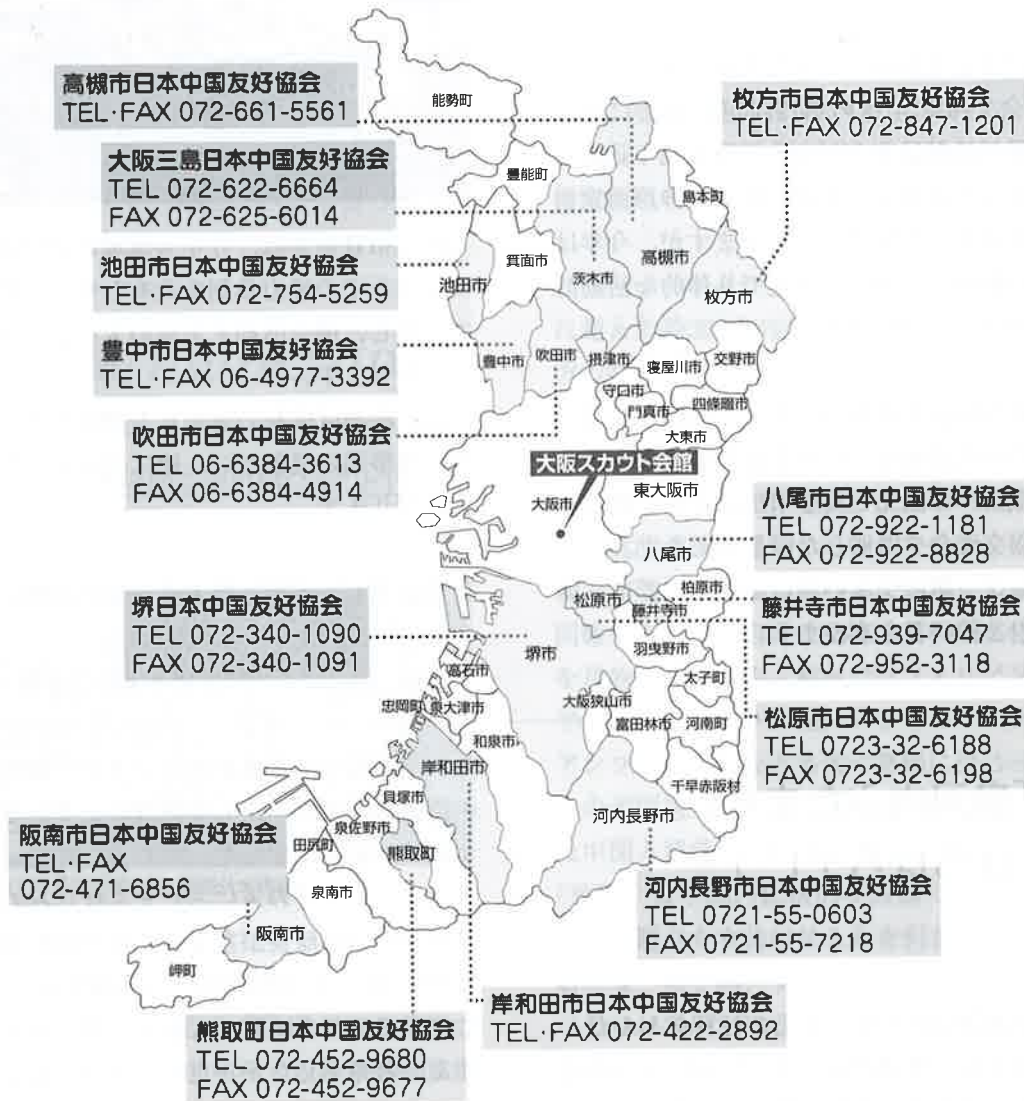 高槻市日本中国友好協会
TEL·FAX 072-661-5561
大阪三島日本中国友好協会
TEL 072-622-6664
FAX 072-625-6014
池田市日本中国友好協会
TEL·FAX 072-754-5259
豊中市日本中国友好協会
TEL·FAX 06-4977-3392
吹田市日本中国友好協会
TEL 06-6384-3613
FAX 06-6384-4914
堺日本中国友好協会
TEL 072-340-1090
FAX 072-340-1091
阪南市日本中国友好協会
TEL·FAX
072-471-6856
熊取町日本中国友好協会
TEL 072-452-9680
FAX 072-452-9677
岸和田市日本中国友好協会
TEL·FAX 072-422-2892
枚方市日本中国友好協会
TEL·FAX 072-847-1201
八尾市日本中国友好協会
TEL 072-922-1181
FAX 072-922-8828
藤井寺市日本中国友好協会
TEL 072-939-7047
FAX 072-952-3118
松原市日本中国友好協会
TEL 0723-32-6188
FAX 0723-32-6198
河内長野市日本中国友好協会
TEL 0721-55-0603
FAX 0721-55-7218
能勢町
豊能町
島本町
箕面市
池田市
茨木市
高槻市
枚方市
豊中市
吹田市
摂津市
寝屋川市
交野市
守口市
門真市
四條畷市
大東市
大阪スカウト会館
大阪市
東大阪市
八尾市
松原市
柏原市
藤井寺市
羽曳野市
堺市
高石市
太子町
忠岡町
泉大津市
大阪狭山市
富田林市
河南町
和泉市
岸和田市
千早赤阪村
貝塚市
河内長野市
泉佐野市
熊取町
田尻町
泉南市
阪南市
岬町